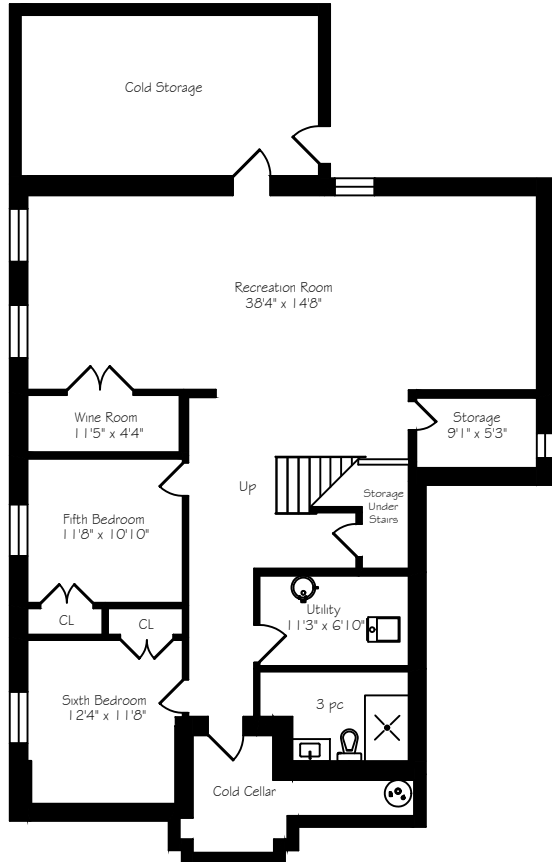 Cold Storage
Recreation Room
38'4" x 14'8"
Wine Room
11'5" x 4'4"
Storage
9'1" x 5'3"
Up
Storage
Under
Stairs
Fifth Bedroom
11'8" x 10'10"
CL
CL
Utility
11'3" x 6'10"
Sixth Bedroom
12'4" x 11'8"
3 pc
Cold Cellar